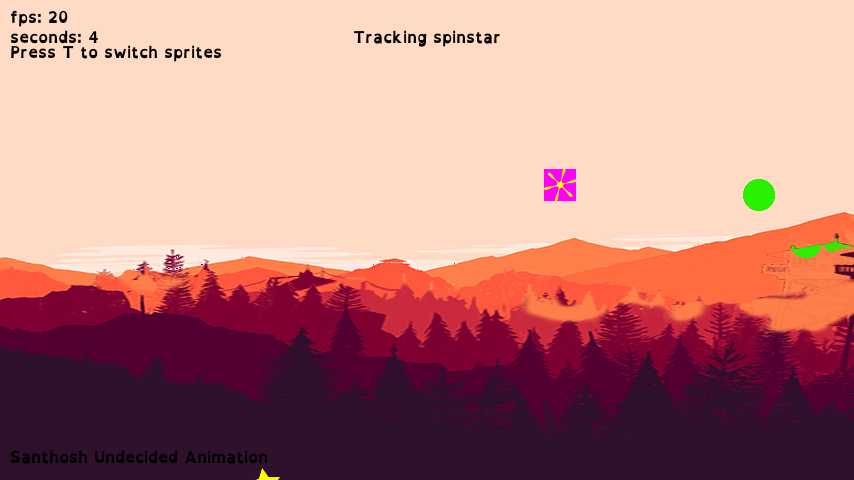 fps: 20
seconds: 4
Tracking spinstar
Press T to switch sprites
Santhosh Undecided Animation